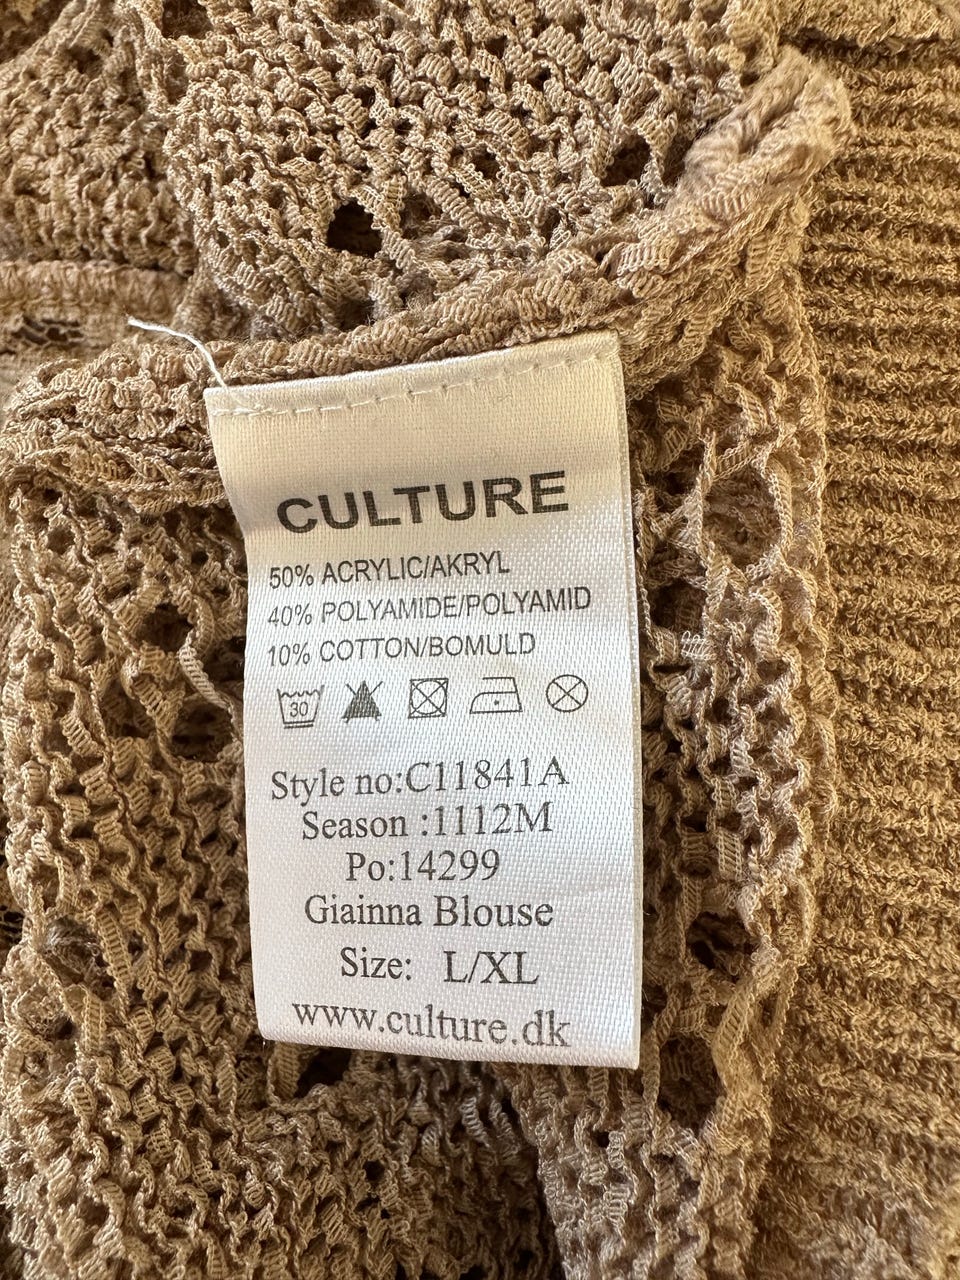 CULTURE
50% ACRYLIC/AKRYL
40% POLYAMIDE/POLYAMID
10% COTTON/BOMULD
30
Style no:C11841A
Season :1112M
Po:14299
Giainna Blouse
Size: L/XL
www.culture.dk